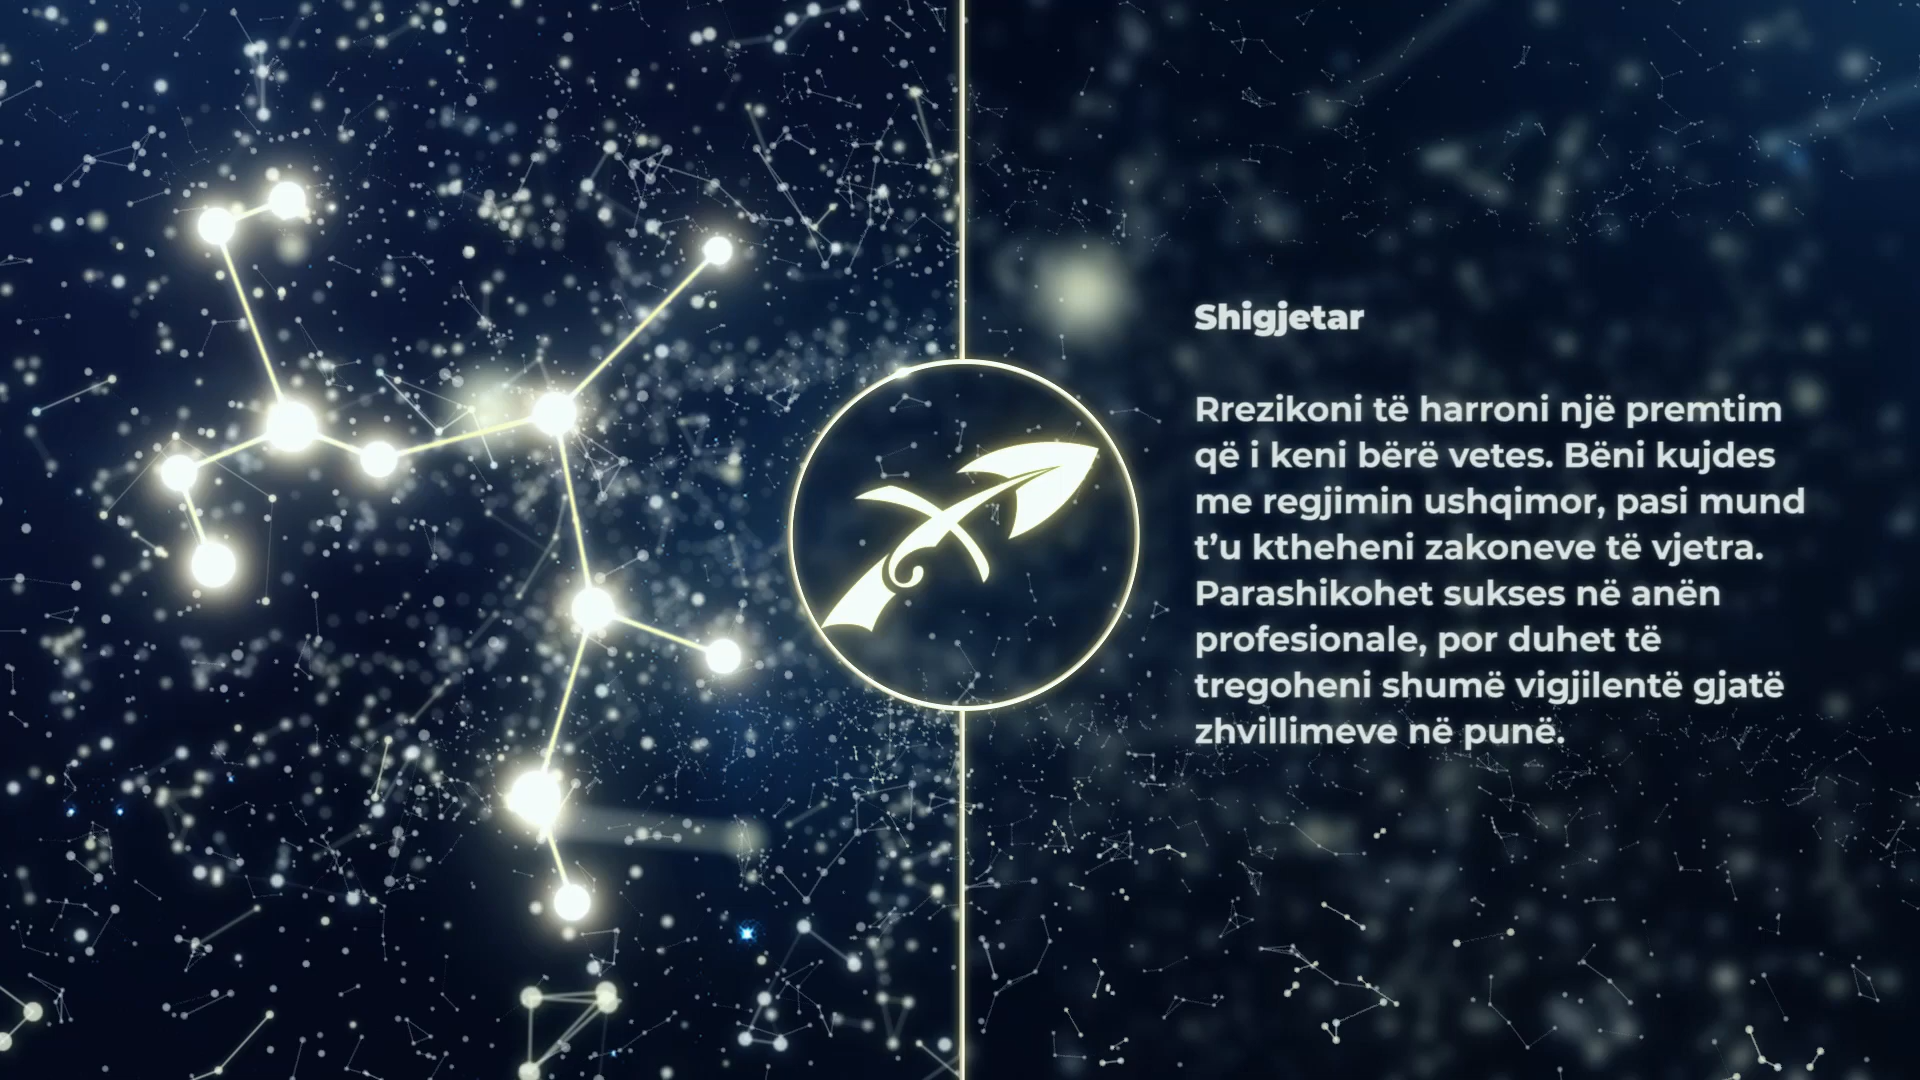 Shigjetar
Rrezikoni të harroni një premtim
që i keni bërë vetes. Bëni kujdes
me regjimin ushqimor, pasi mund
t’u ktheheni zakoneve të vjetra.
Parashikohet sukses në anën
profesionale, por duhet të
tregoheni shumë vigjilentë gjatë
zhvillimeve në punë.